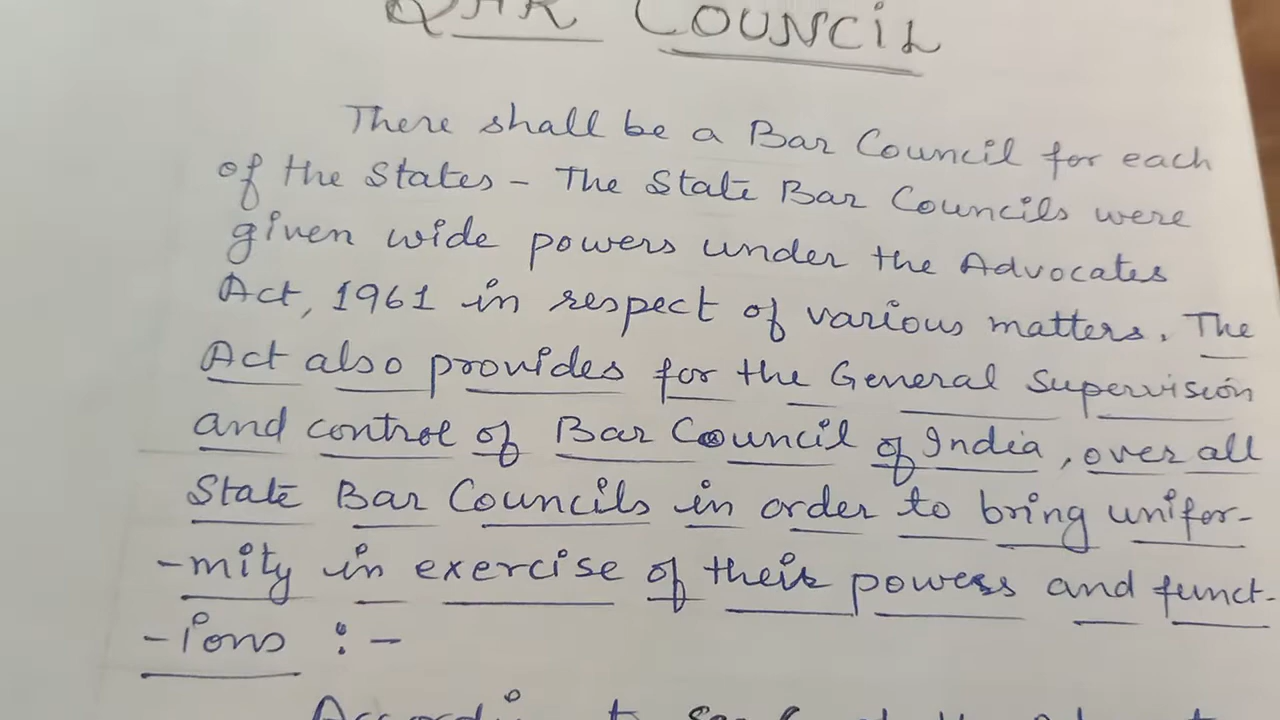 BAR COUNCIL
There shall be a Bar Council for each
of the States - The State Bar Councils were
given wide powers under the Advocates
Act, 1961 in respect of various matters. The
Act also provides for the General Supervision
and control of Bar Council of India, over all
State Bar Councils in order to bring unifor-
-mity in exercise of their powers and funct-
-ions :-